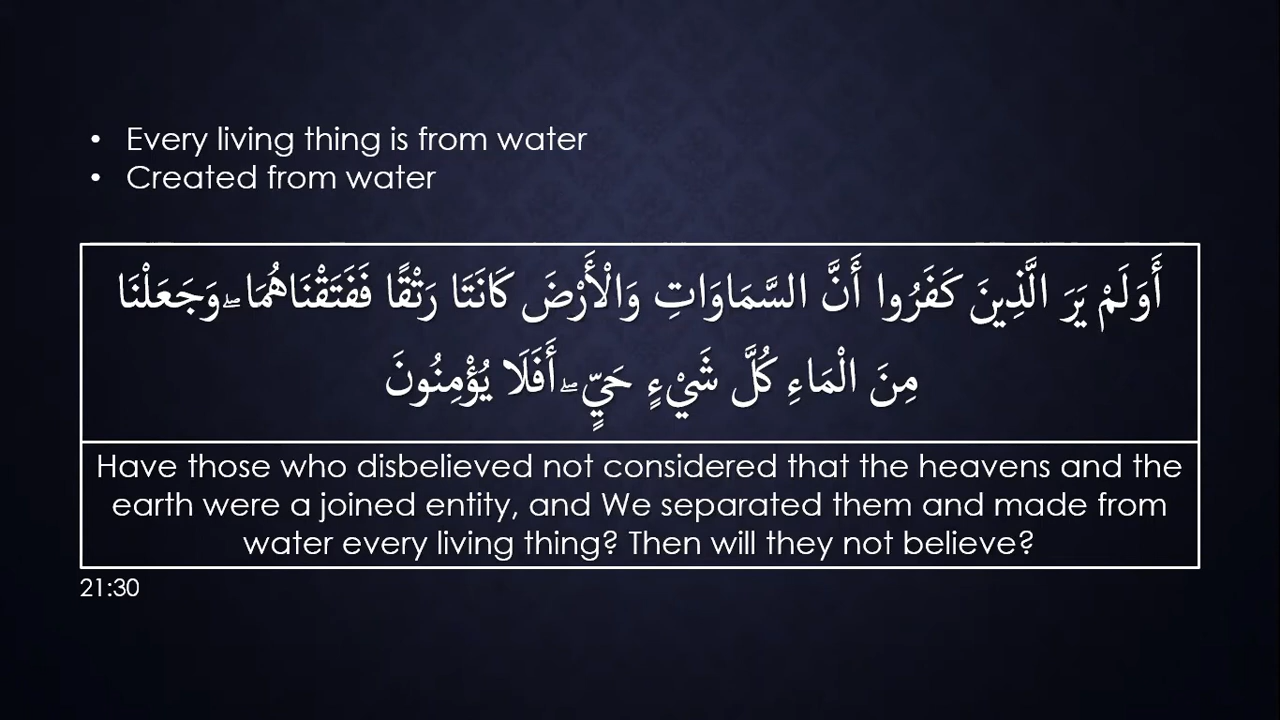 • Every living thing is from water
• Created from water
أَوَلَمْ يَرَ الَّذِينَ كَفَرُوا أَنَّ السَّمَاوَاتِ وَالْأَرْضَ كَانَتَا رَتْقًا فَفَتَقْنَاهُمَا ۖ وَجَعَلْنَا
مِنَ الْمَاءِ كُلَّ شَيْءٍ حَيٍّ ۖ أَفَلَا يُؤْمِنُونَ
Have those who disbelieved not considered that the heavens and the
earth were a joined entity, and We separated them and made from
water every living thing? Then will they not believe?
21:30